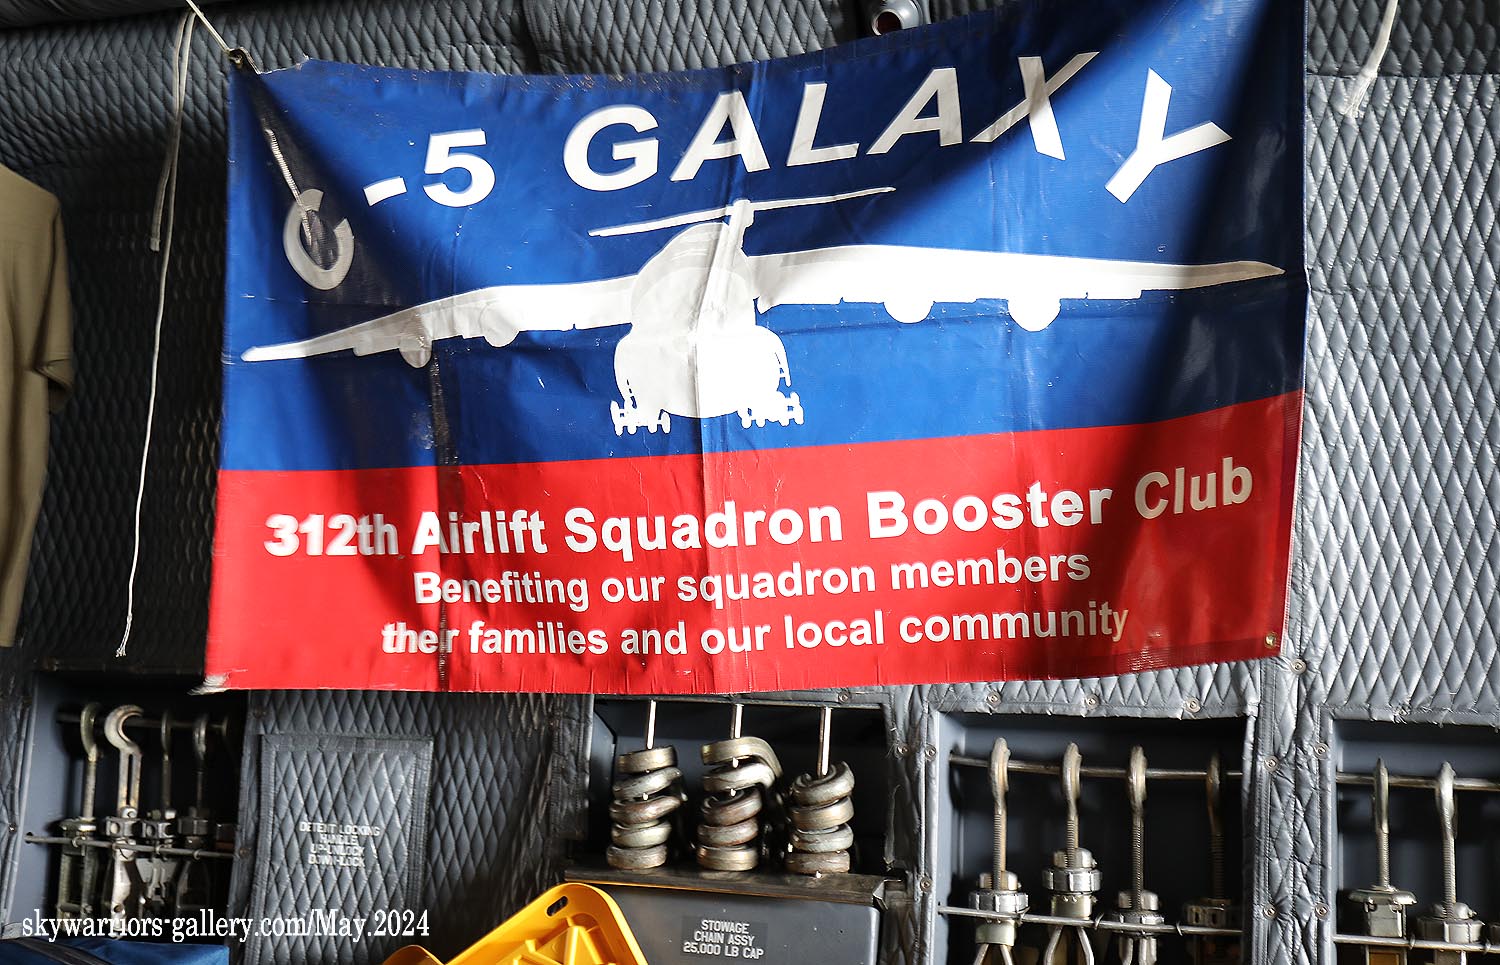 C-5 GALAXY
312th Airlift Squadron Booster Club
Benefiting our squadron members
their families and our local community
DETENT LOCKING
HANDLE
UP-UNLOCK
DOWN-LOCK
STOWAGE
CHAIN ASSY
25,000 LB CAP
skywarriors-gallery.com/May.2024